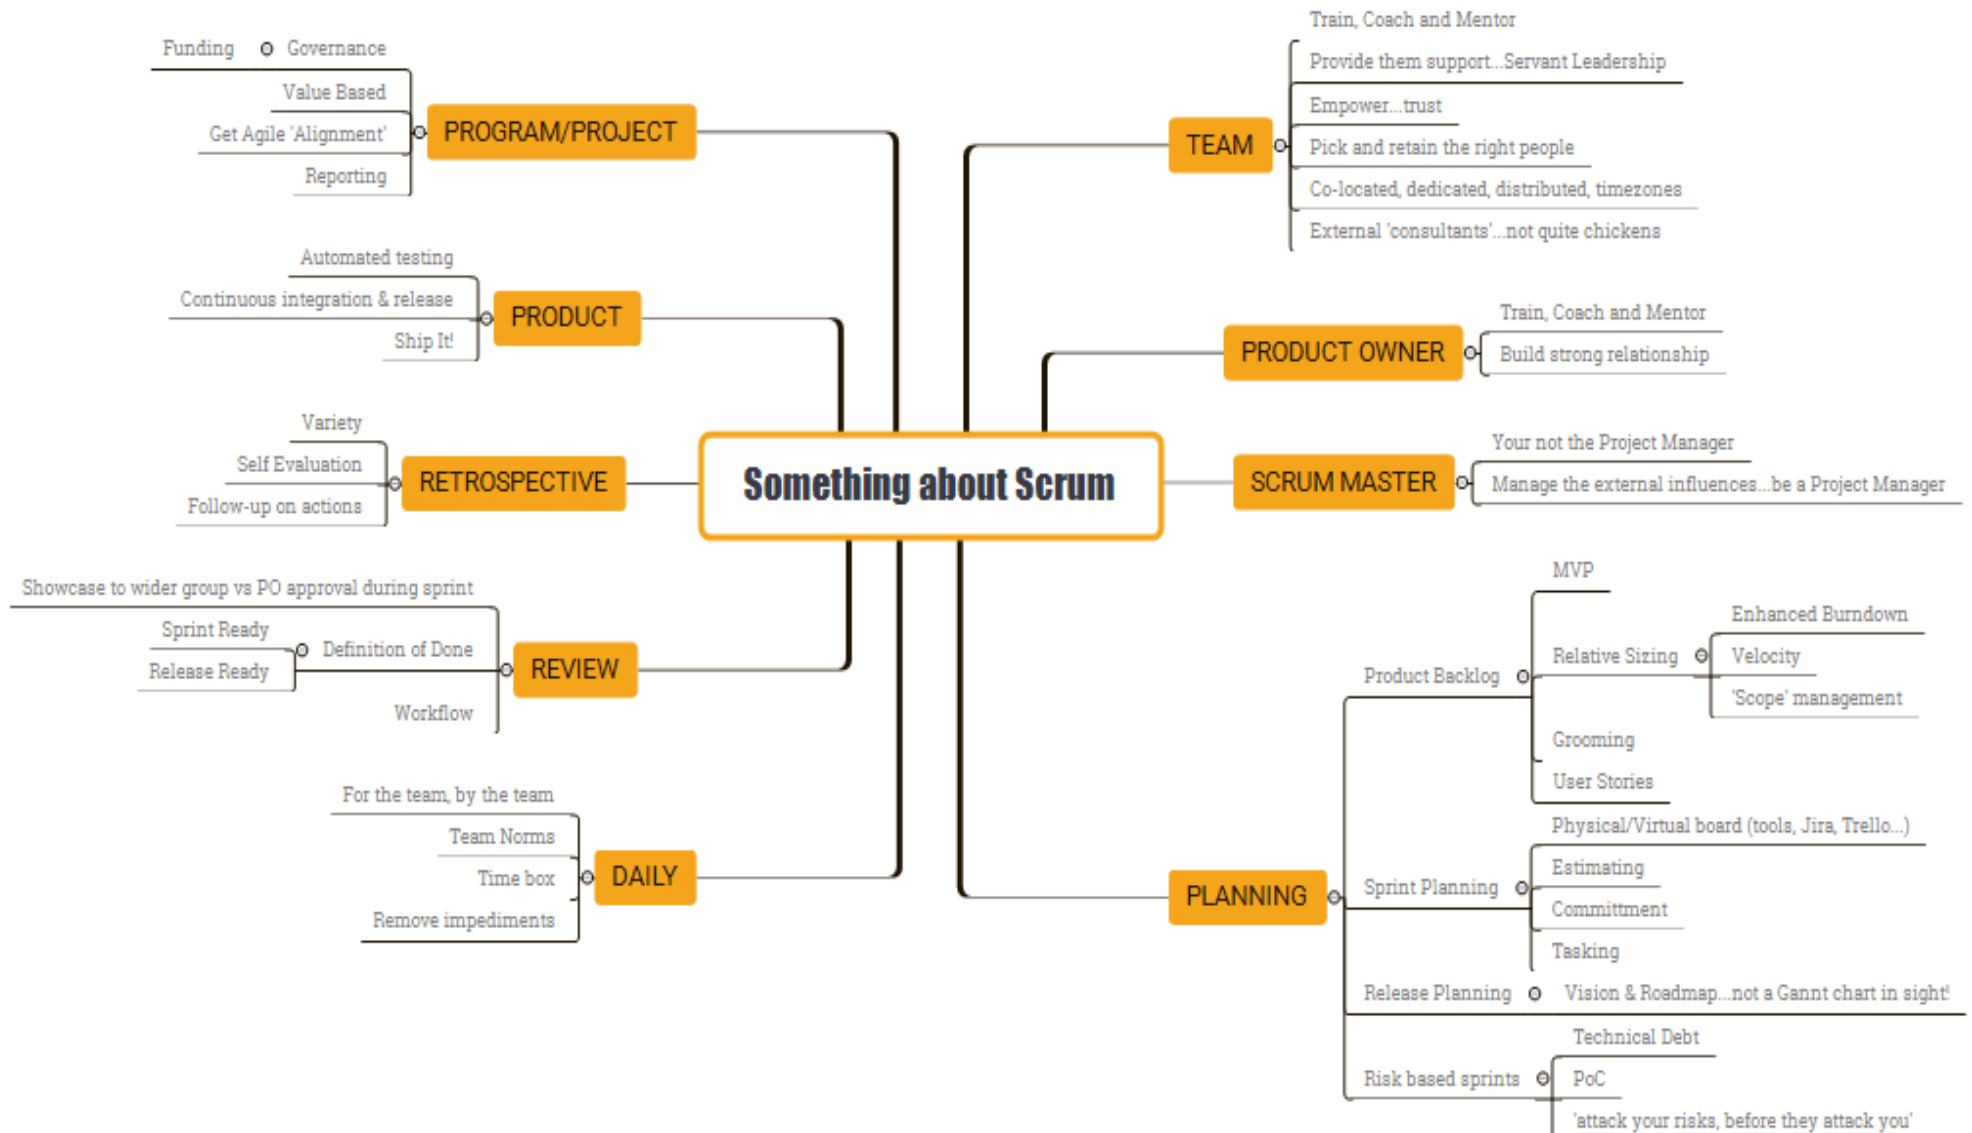 Something about Scrum
PROGRAM/PROJECT
Governance
Funding
Value Based
Get Agile 'Alignment'
Reporting
PRODUCT
Automated testing
Continuous integration & release
Ship It!
RETROSPECTIVE
Variety
Self Evaluation
Follow-up on actions
REVIEW
Showcase to wider group vs PO approval during sprint
Definition of Done
Sprint Ready
Release Ready
Workflow
DAILY
For the team, by the team
Team Norms
Time box
Remove impediments
TEAM
Train, Coach and Mentor
Provide them support...Servant Leadership
Empower...trust
Pick and retain the right people
Co-located, dedicated, distributed, timezones
External 'consultants'...not quite chickens
PRODUCT OWNER
Train, Coach and Mentor
Build strong relationship
SCRUM MASTER
Your not the Project Manager
Manage the external influences...be a Project Manager
PLANNING
Product Backlog
MVP
Relative Sizing
Enhanced Burndown
Velocity
'Scope' management
Grooming
User Stories
Sprint Planning
Physical/Virtual board (tools, Jira, Trello...)
Estimating
Committment
Tasking
Release Planning
Vision & Roadmap...not a Gannt chart in sight!
Risk based sprints
Technical Debt
PoC
'attack your risks, before they attack you'